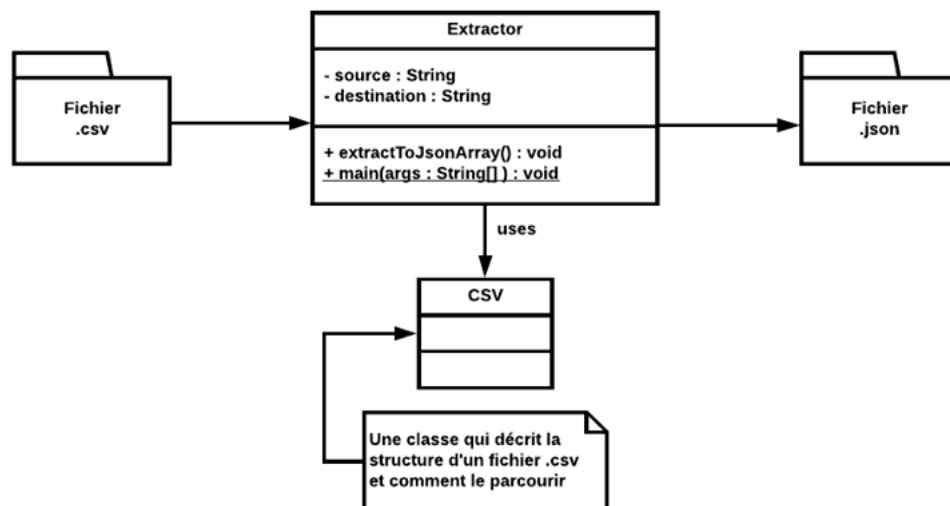 Extractor
Fichier
.csv
- source : String
- destination : String
+ extractToJsonArray() : void
+ main(args : String[] ) : void
Fichier
.json
uses
CSV
Une classe qui décrit la
structure d'un fichier .csv
et comment le parcourir